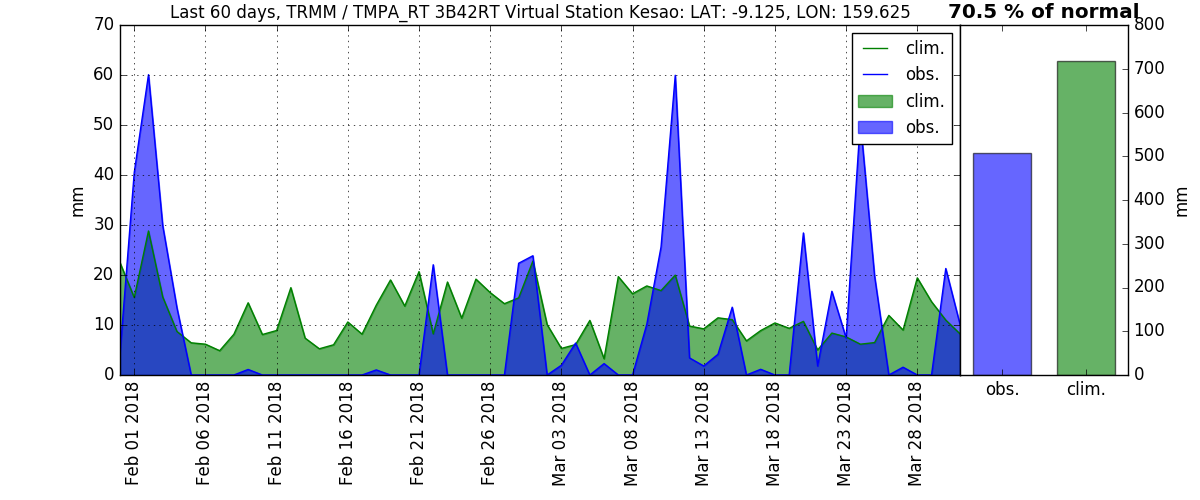 Last 60 days, TRMM / TMPA_RT 3B42RT Virtual Station Kesao: LAT: -9.125, LON: 159.625
70.5 % of normal
clim.
obs.
clim.
obs.
mm
70
60
50
40
30
20
10
0
Feb 01 2018
Feb 06 2018
Feb 11 2018
Feb 16 2018
Feb 21 2018
Feb 26 2018
Mar 03 2018
Mar 08 2018
Mar 13 2018
Mar 18 2018
Mar 23 2018
Mar 28 2018
800
700
600
500
400
300
200
100
0
mm
obs.
clim.